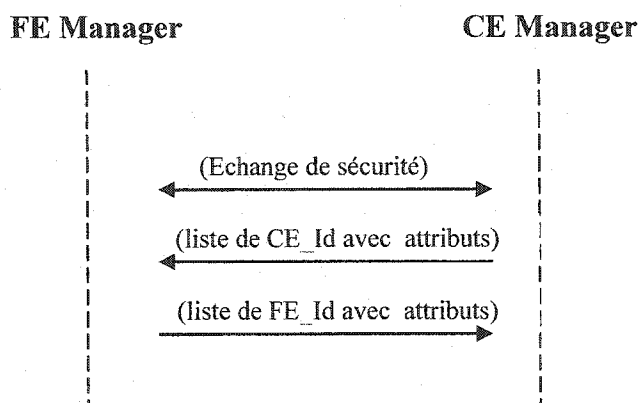 FE Manager
CE Manager
(Echange de sécurité)
(liste de CE_Id avec attributs)
(liste de FE_Id avec attributs)